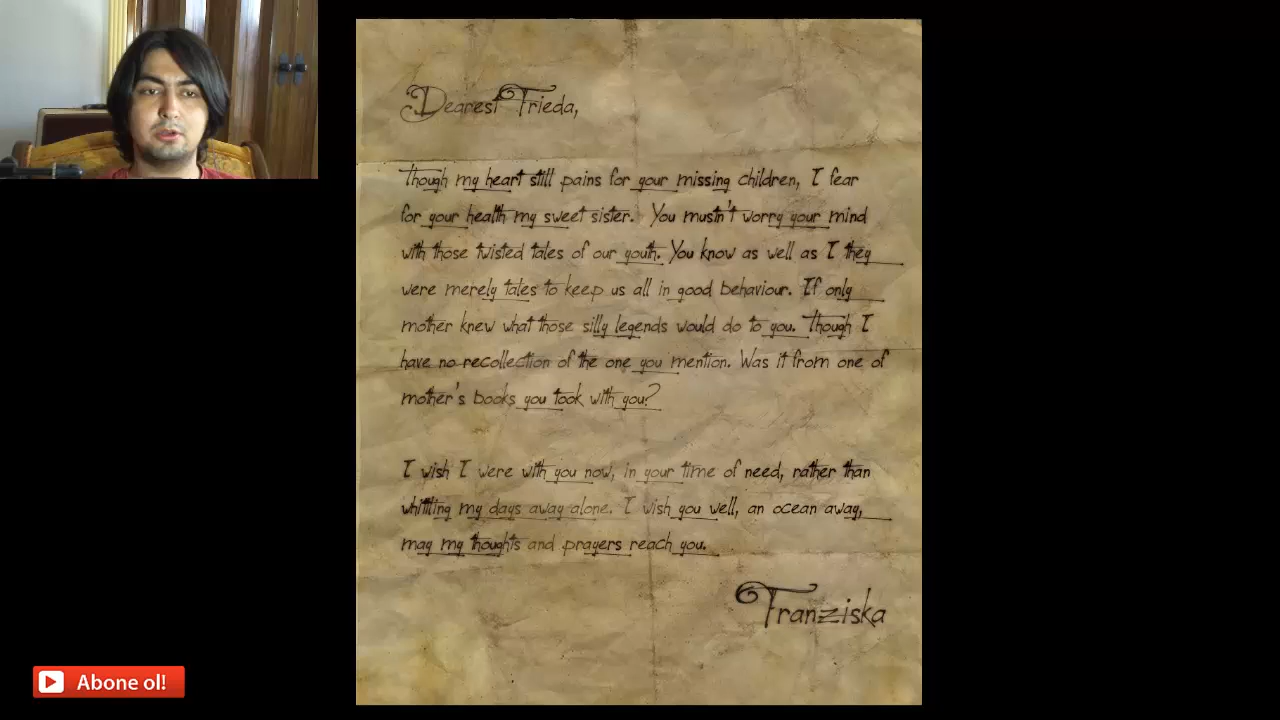 Dearest Frieda,
Though my heart still pains for your missing children, I fear
for your health my sweet sister. You mustn't worry your mind
with those twisted tales of our youth. You know as well as I they
were merely tales to keep us all in good behaviour. If only
mother knew what those silly legends would do to you. Though I
have no recollection of the one you mention. Was it from one of
mother's books you took with you?
I wish I were with you now, in your time of need, rather than
whittling my days away alone. I wish you well, an ocean away,
may my thoughts and prayers reach you.
Franziska
Abone ol!